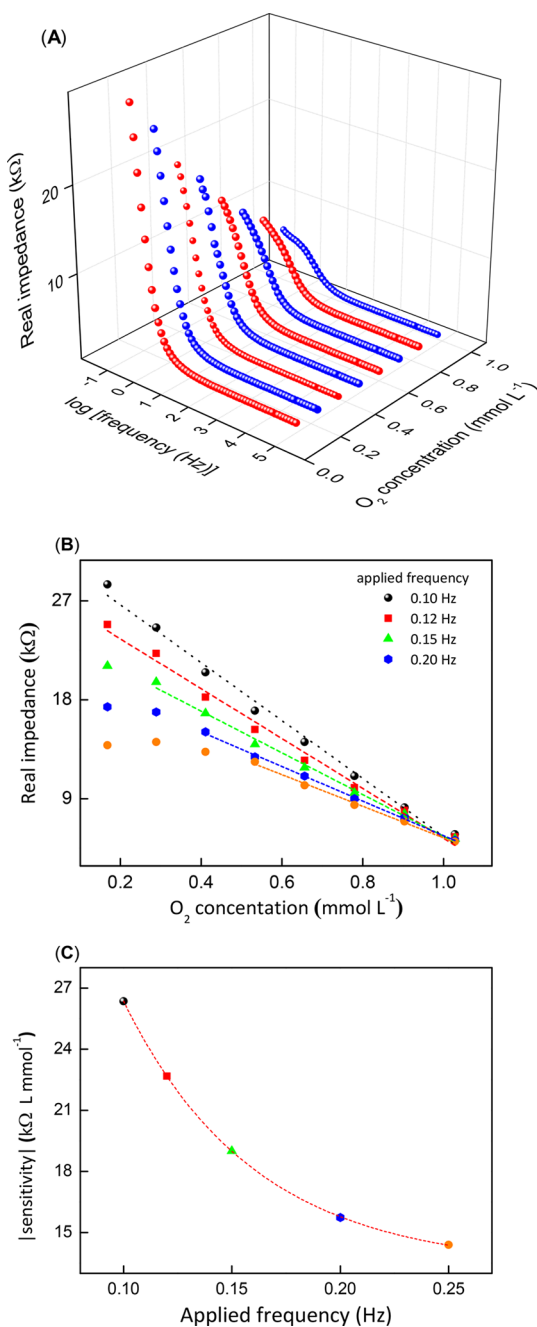 (A)
Real impedance (kΩ)
20
10
-1
0
1
2
3
4
5
log [frequency (Hz)]
0.0
0.2
0.4
0.6
0.8
1.0
O₂ concentration (mmol L⁻¹)
(B)
applied frequency
0.10 Hz
0.12 Hz
0.15 Hz
0.20 Hz
27
18
9
Real impedance (kΩ)
0.2 0.4 0.6 0.8 1.0
O₂ concentation (mmol L⁻¹)
(C)
27
24
21
18
15
|sensitivity| (kΩ L mmol⁻¹)
0.10 0.15 0.20 0.25
Applied frequency (Hz)